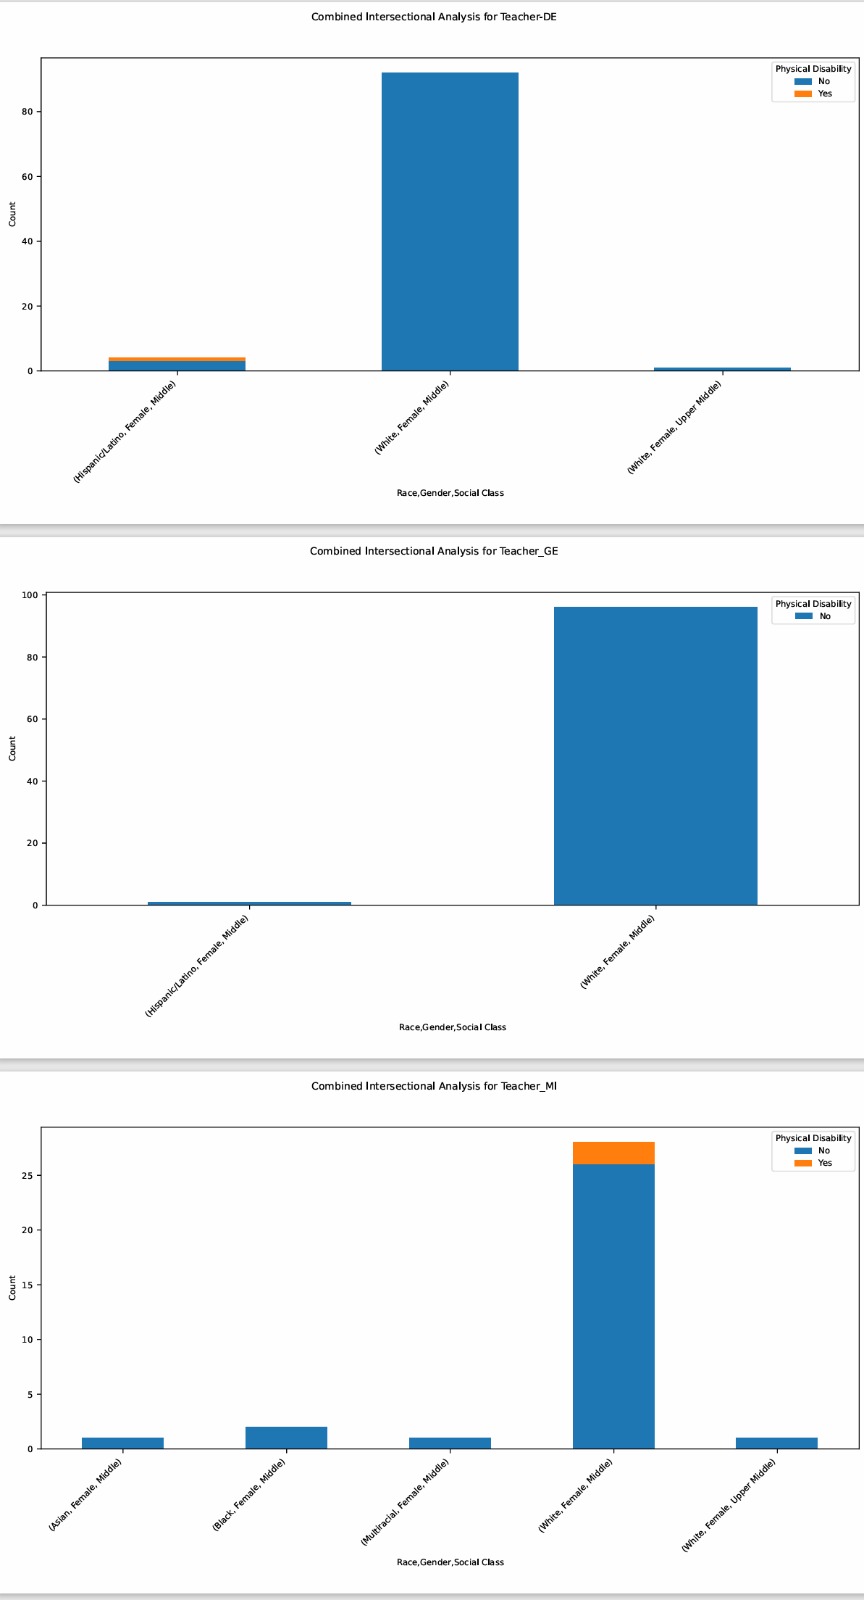 Combined Intersectional Analysis for Teacher-DE
Physical Disability
No
Yes
80
60
40
20
0
Count
(Hispanic/Latino, Female, Middle)
(White, Female, Middle)
(White, Female, Upper Middle)
Race,Gender,Social Class
Combined Intersectional Analysis for Teacher_GE
Physical Disability
No
100
80
60
40
20
0
Count
(Hispanic/Latino, Female, Middle)
(White, Female, Middle)
Race,Gender,Social Class
Combined Intersectional Analysis for Teacher_MI
Physical Disability
No
Yes
25
20
15
10
5
0
Count
(Asian, Female, Middle)
(Black, Female, Middle)
(Multiracial, Female, Middle)
(White, Female, Middle)
(White, Female, Upper Middle)
Race,Gender,Social Class